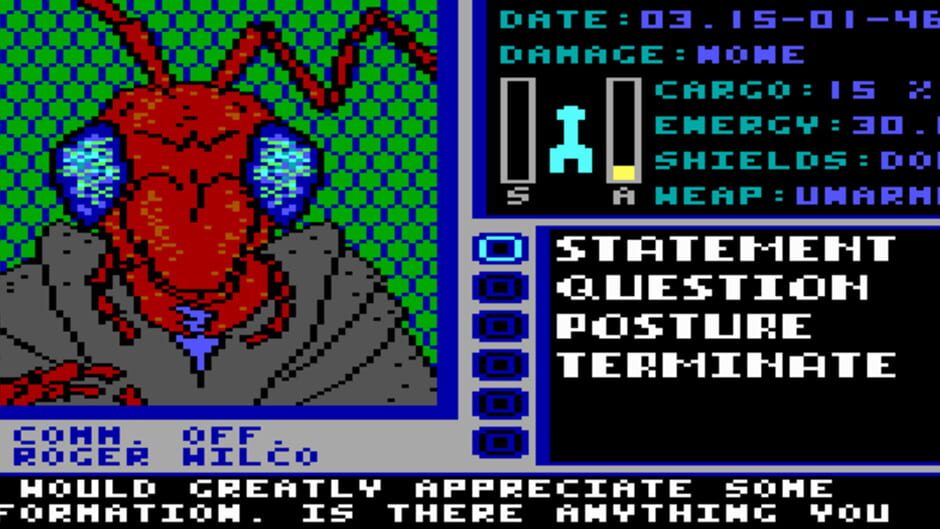 DATE:03.15-01-46
DAMAGE:NONE
CARGO:15 %
ENERGY:30.
SHIELDS:DO
WEAP:UNARM
S
A
STATEMENT
QUESTION
POSTURE
TERMINATE
COMM. OFF.
ROGER WILCO
WOULD GREATLY APPRECIATE SOME
FORMATION. IS THERE ANYTHING YOU